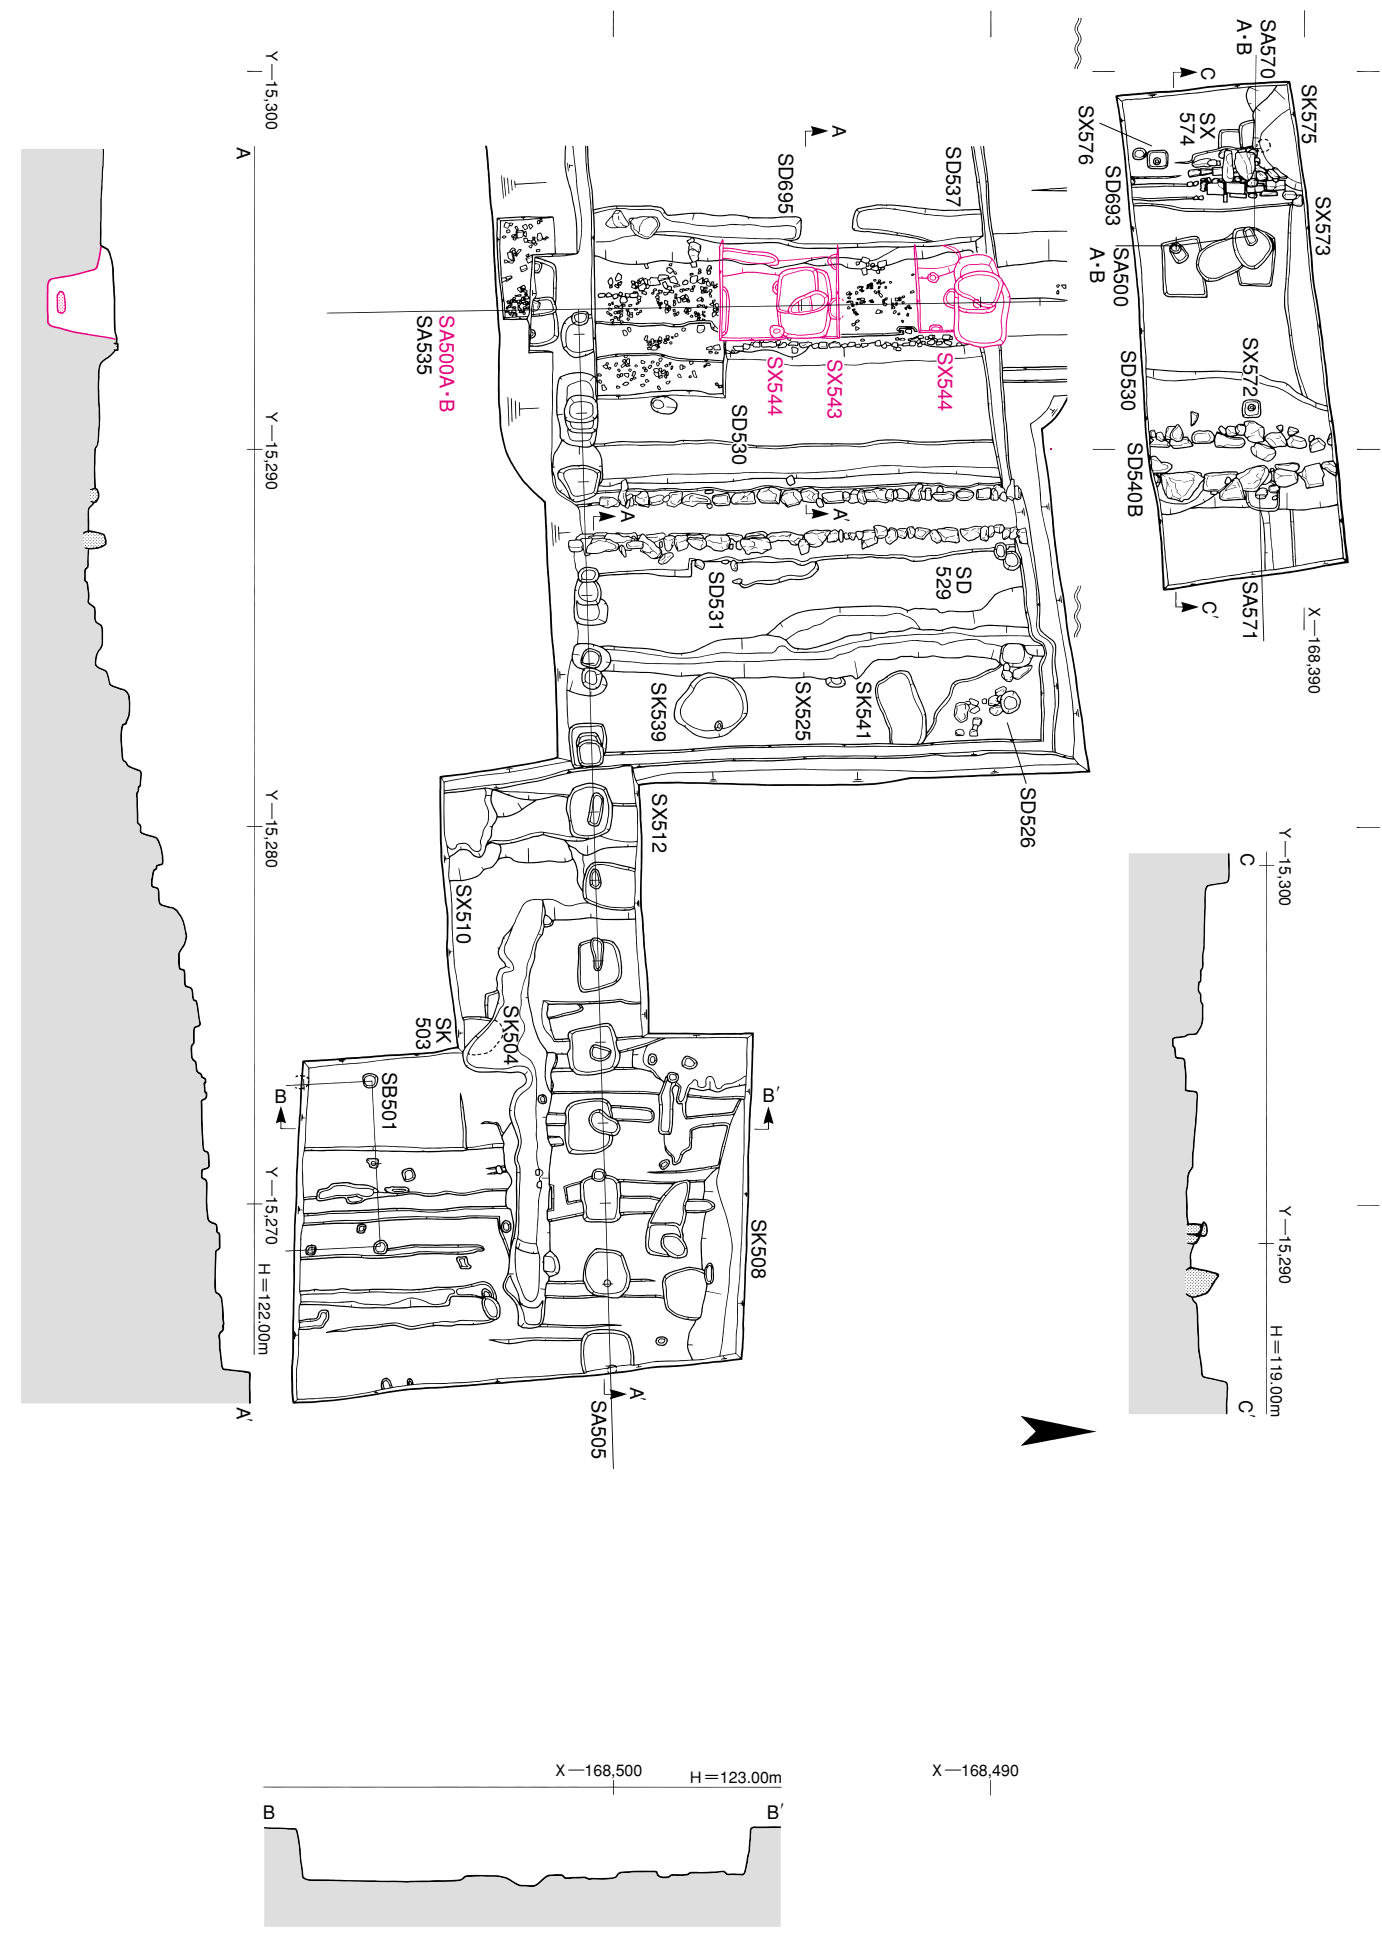 SA570
A・B
C
SK575
SX
574
SX576
SD693
SX573
SA500
A・B
SX572
SD530
SD540B
SA571
C′
X—168,390
Y—15,300
A
A
SD695
SD537
SA500A・B
SA535
SX544
SX543
SX544
SD530
Y—15,290
A
A′
SD531
SD
529
SK539
SX525
SK541
SD526
Y—15,280
SX512
SX510
SK504
SK
503
SB501
B
B′
Y—15,270
SK508
H＝122.00m
A′
A′
SA505
Y—15,300
C
Y—15,290
H＝119.00m
C′
X—168,500
H＝123.00m
X—168,490
B
B′